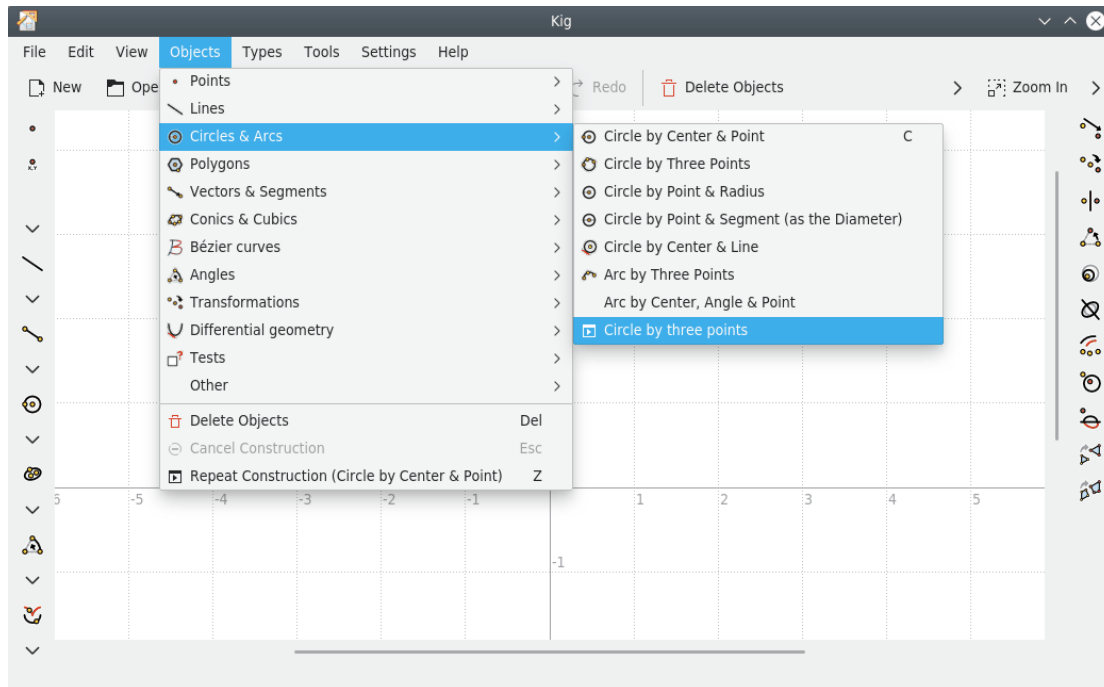 Kig
File Edit View Objects Types Tools Settings Help
New Ope Redo Delete Objects Zoom In
Points
Lines
Circles & Arcs
Polygons
Vectors & Segments
Conics & Cubics
Bézier curves
Angles
Transformations
Differential geometry
Tests
Other
Delete Objects Del
Cancel Construction Esc
Repeat Construction (Circle by Center & Point) Z
Circle by Center & Point C
Circle by Three Points
Circle by Point & Radius
Circle by Point & Segment (as the Diameter)
Circle by Center & Line
Arc by Three Points
Arc by Center, Angle & Point
Circle by three points
X,Y
-5 -4 -3 -2 -1 1 2 3 4 5
-1